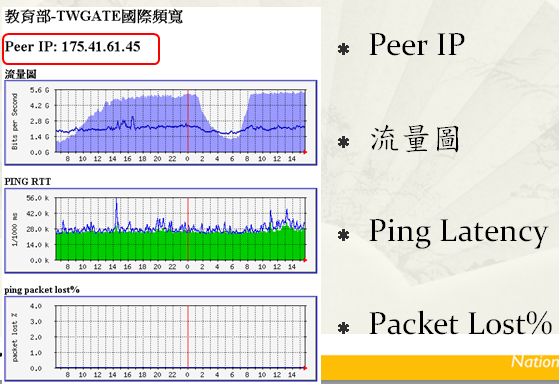 教育部-TWGATE國際頻寬
Peer IP: 175.41.61.45
流量圖
Bits per Second
5.6 G
4.2 G
2.8 G
1.4 G
0.0 G
8 10 12 14 16 18 20 22 0 2 4 6 8 10 12 14
PING RTT
1/1000 ms
56.0 k
42.0 k
28.0 k
14.0 k
0.0 k
8 10 12 14 16 18 20 22 0 2 4 6 8 10 12 14
ping packet lost%
packet lost %
4.0
3.0
2.0
1.0
0.0
8 10 12 14 16 18 20 22 0 2 4 6 8 10 12 14
Peer IP
流量圖
Ping Latency
Packet Lost%
Nation